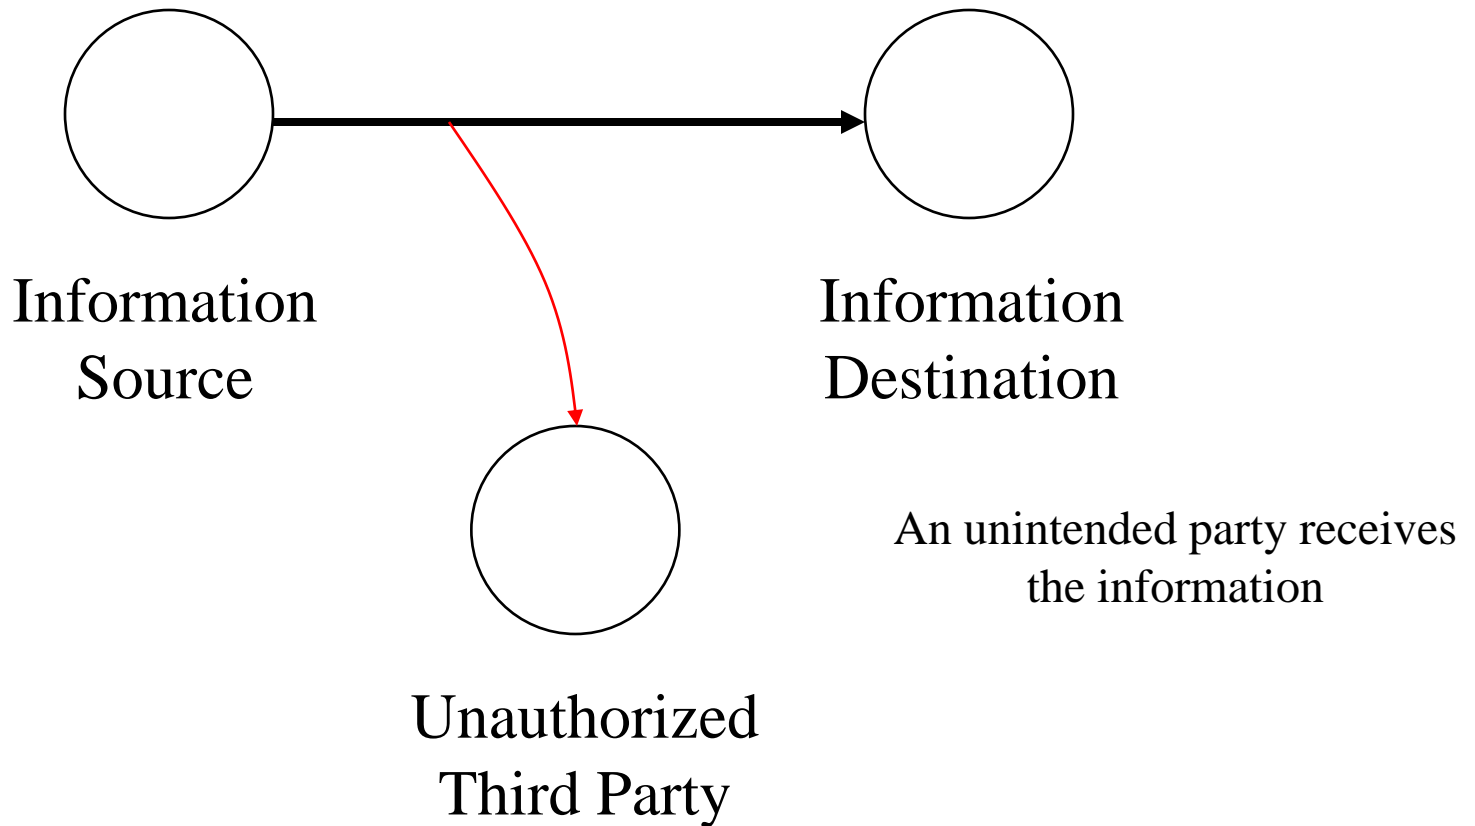 Information
Source
Information
Destination
An unintended party receives
the information
Unauthorized
Third Party